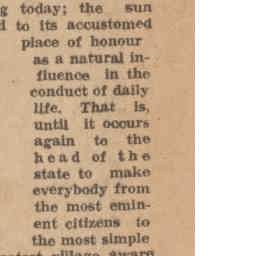 g today; the sun
d to its accustomed
place of honour
as a natural in-
fluence in the
conduct of daily
life. That is,
until it occurs
again to the
head of the
state to make
everybody from
the most emin-
ent citizens to
the most simple
village aware